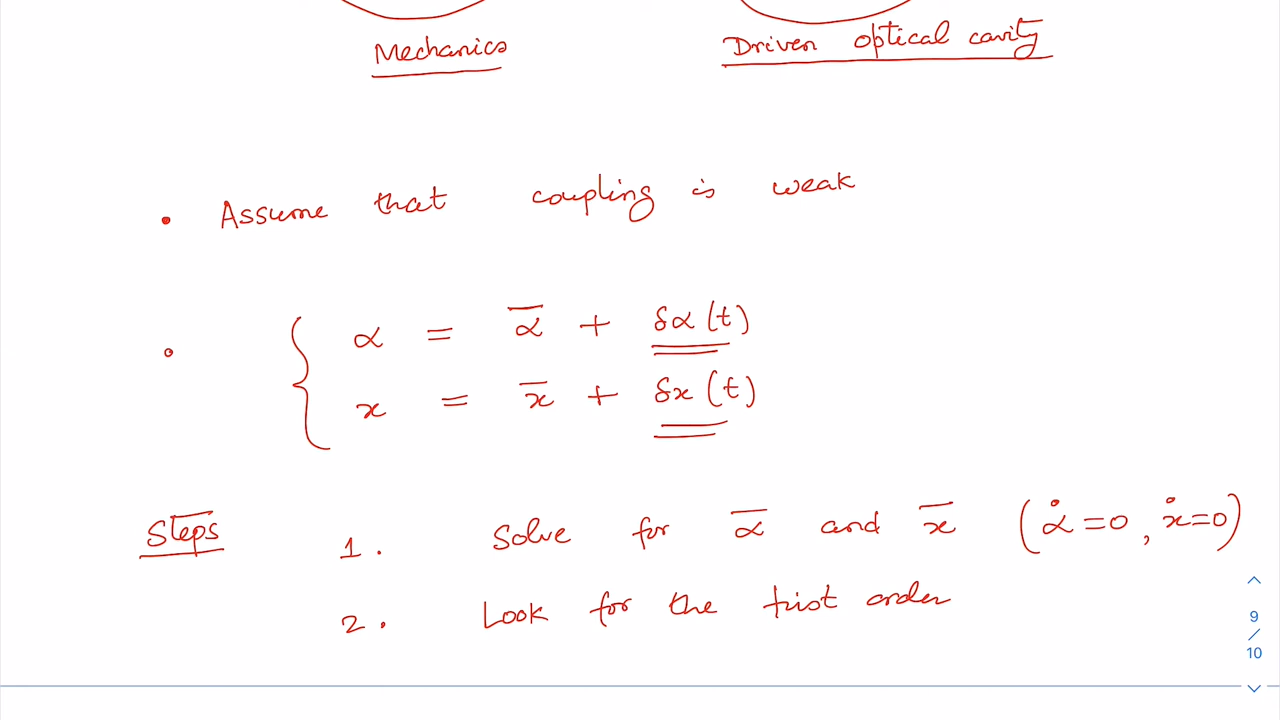 Mechanics
Driven optical cavity
• Assume that coupling is weak
• { α = α̅ + δα(t)
x = x̅ + δx(t)
Steps 1. Solve for α̅ and x̅ (α̇=0, ẋ=0)
2. Look for the first order
9
/
10